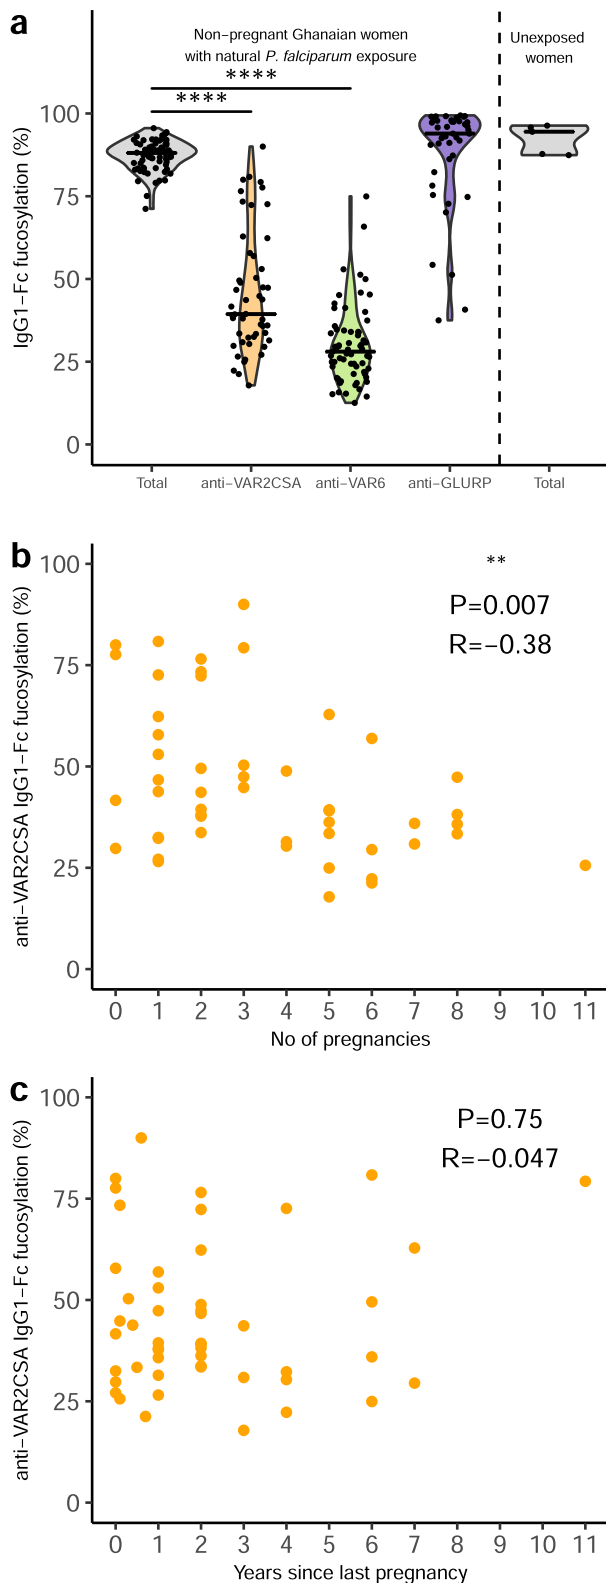 a
Non−pregnant Ghanaian women
with natural P. falciparum exposure
Unexposed
women
****
****
IgG1−Fc fucosylation (%)
100
75
50
25
0
Total
anti−VAR2CSA
anti−VAR6
anti−GLURP
Total
b
**
P=0.007
R=−0.38
anti−VAR2CSA IgG1−Fc fucosylation (%)
100
75
50
25
0
0 1 2 3 4 5 6 7 8 9 10 11
No of pregnancies
c
P=0.75
R=−0.047
anti−VAR2CSA IgG1−Fc fucosylation (%)
100
75
50
25
0
0 1 2 3 4 5 6 7 8 9 10 11
Years since last pregnancy